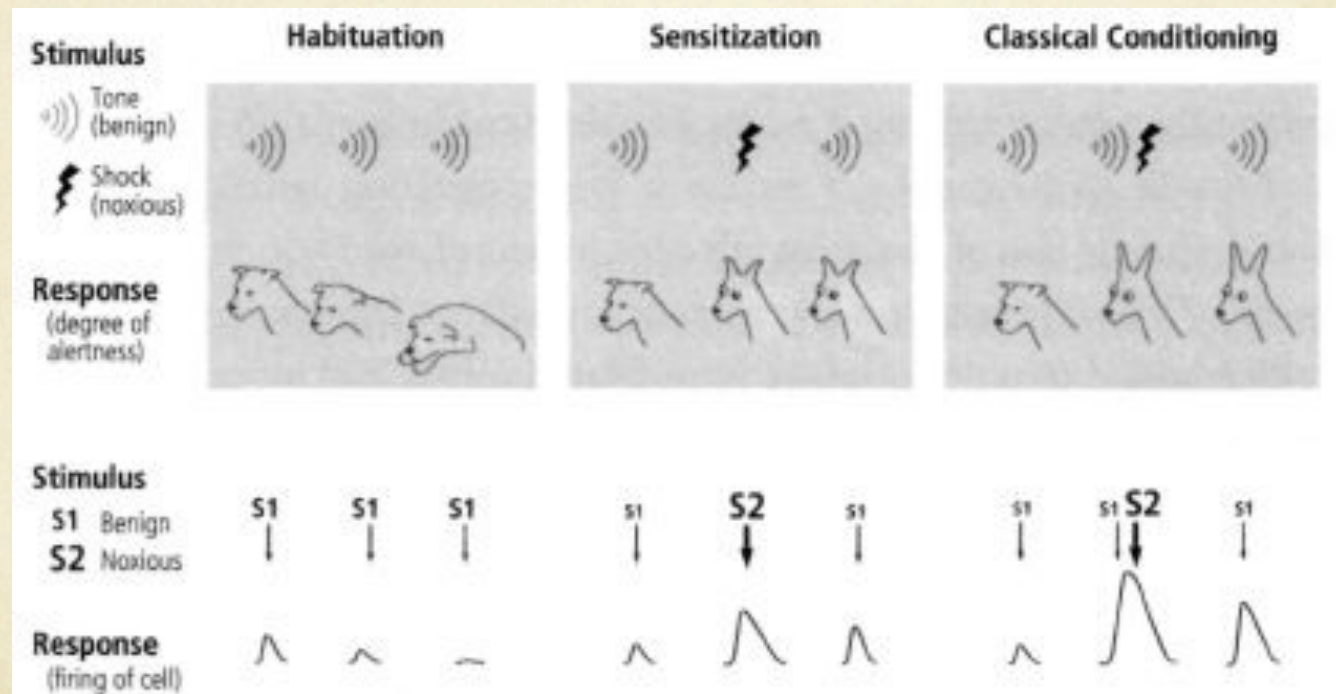 Habituation
Sensitization
Classical Conditioning
Stimulus
Tone
(benign)
Shock
(noxious)
Response
(degree of
alertness)
Stimulus
S1 Benign
S2 Noxious
S1 S1 S1
S1 S2 S1
S1 S1 S2 S1
Response
(firing of cell)